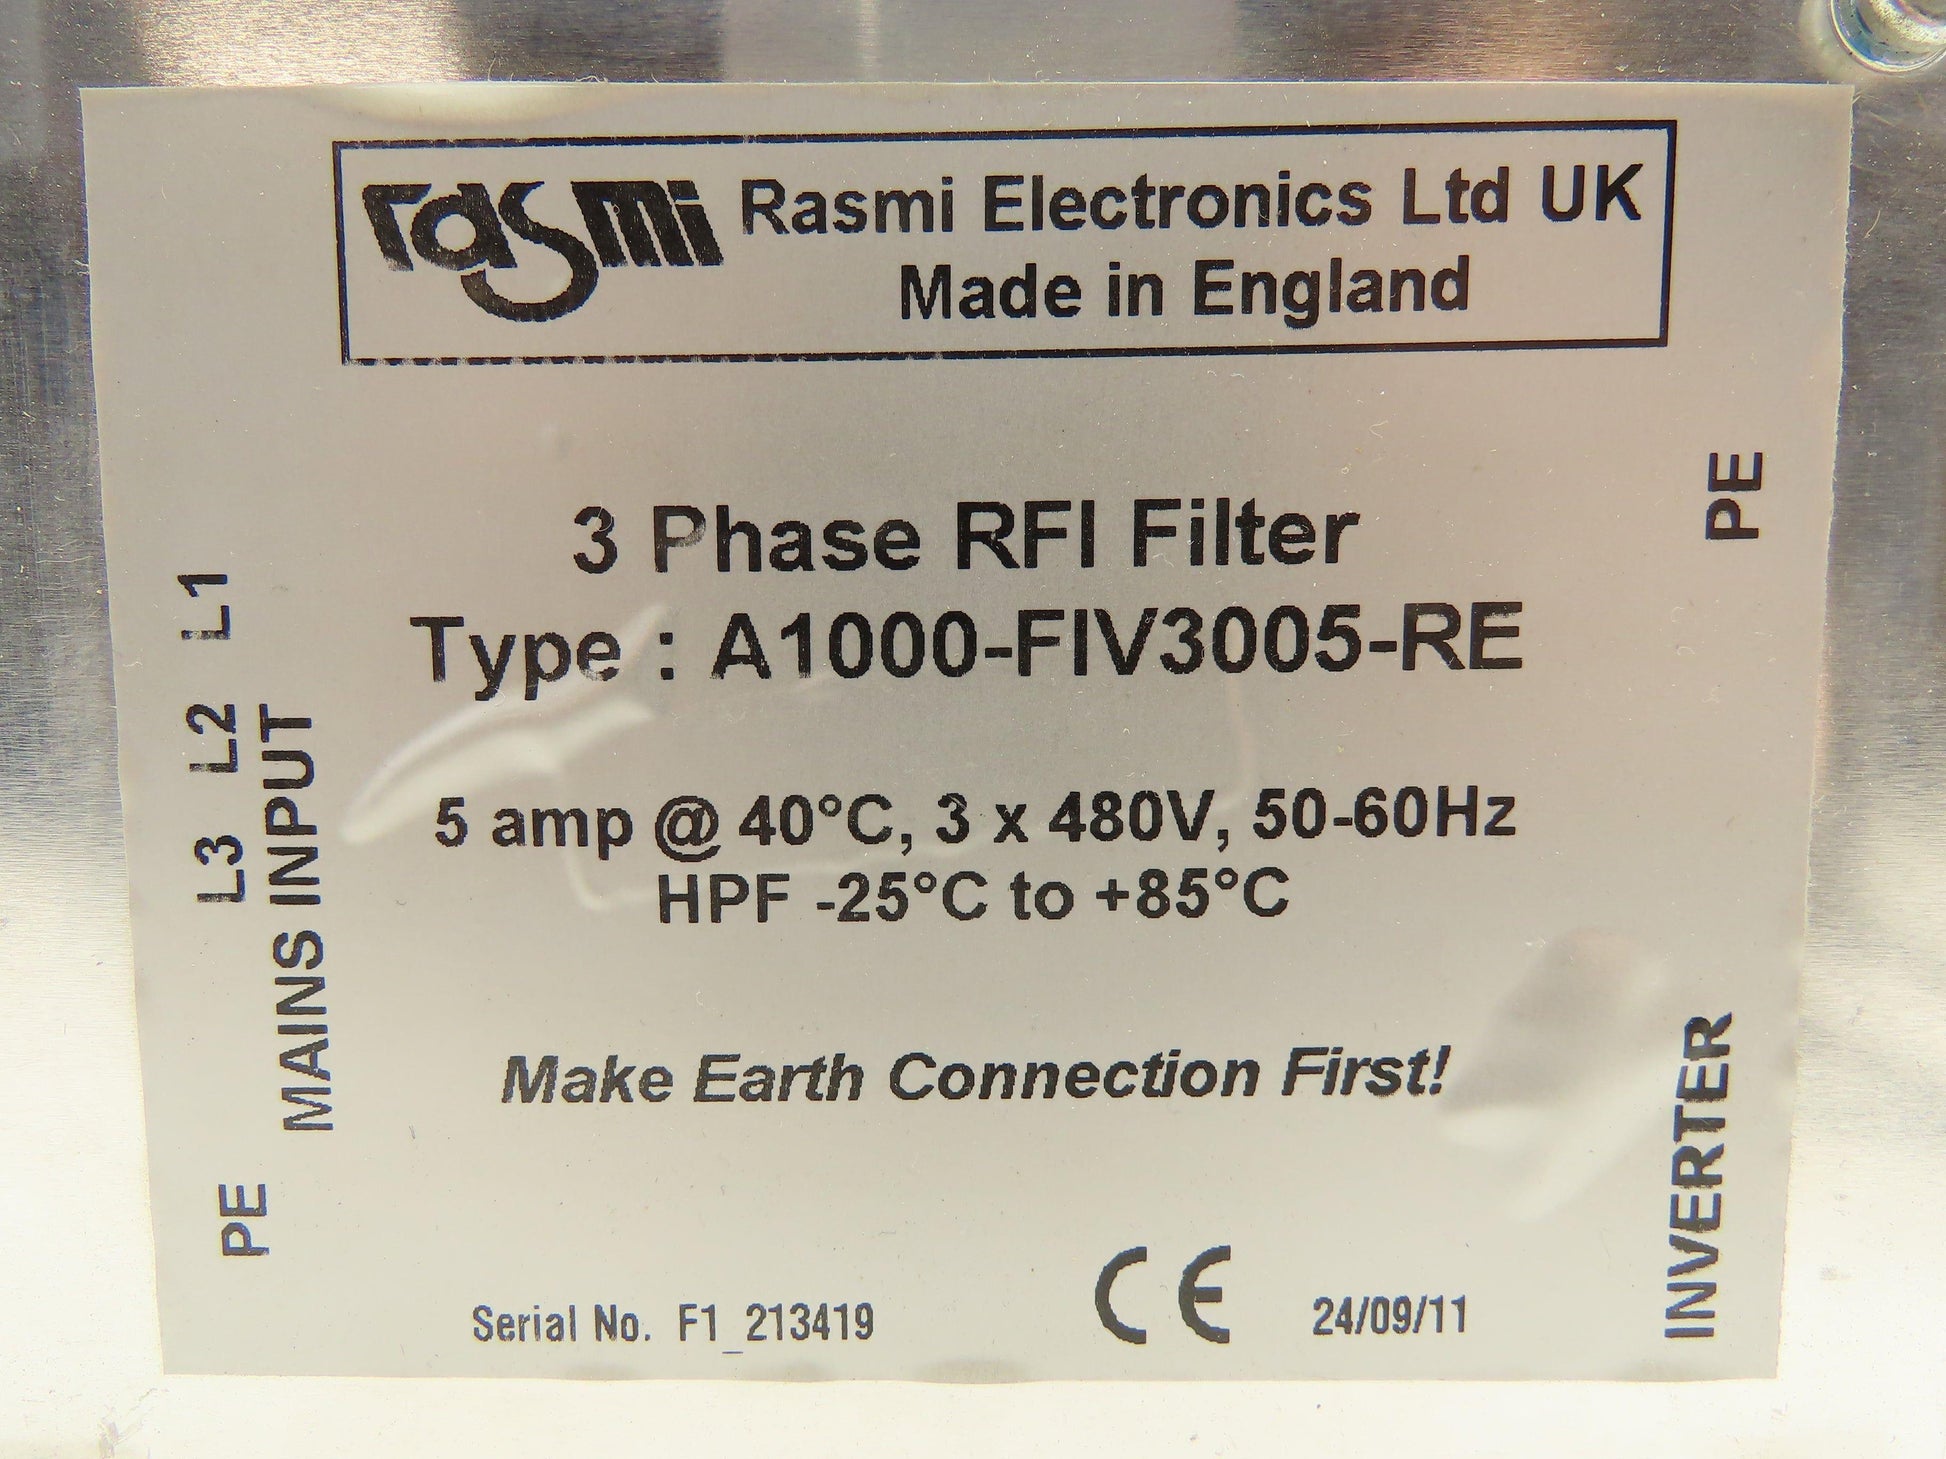 rasmi Rasmi Electronics Ltd UK
Made in England
3 Phase RFI Filter
Type : A1000-FIV3005-RE
5 amp @ 40°C, 3 x 480V, 50-60Hz
HPF -25°C to +85°C
Make Earth Connection First!
Serial No. F1_213419
CE 24/09/11
PE L3 L2 L1
MAINS INPUT
INVERTER PE